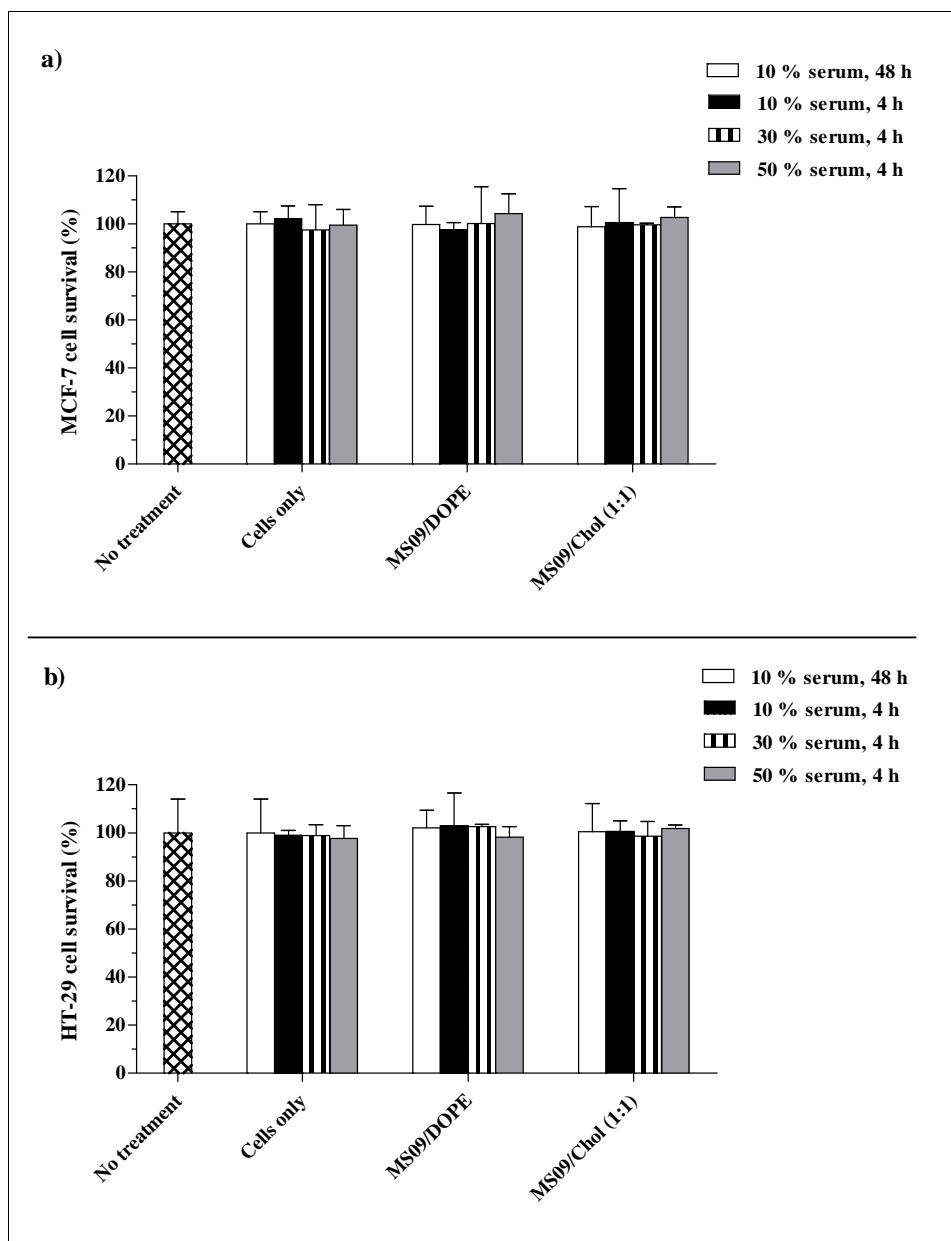 a)
10 % serum, 48 h
10 % serum, 4 h
30 % serum, 4 h
50 % serum, 4 h
120
100
80
60
40
20
0
MCF-7 cell survival (%)
No treatment
Cells only
MS09/DOPE
MS09/Chol (1:1)
b)
10 % serum, 48 h
10 % serum, 4 h
30 % serum, 4 h
50 % serum, 4 h
120
100
80
60
40
20
0
HT-29 cell survival (%)
No treatment
Cells only
MS09/DOPE
MS09/Chol (1:1)